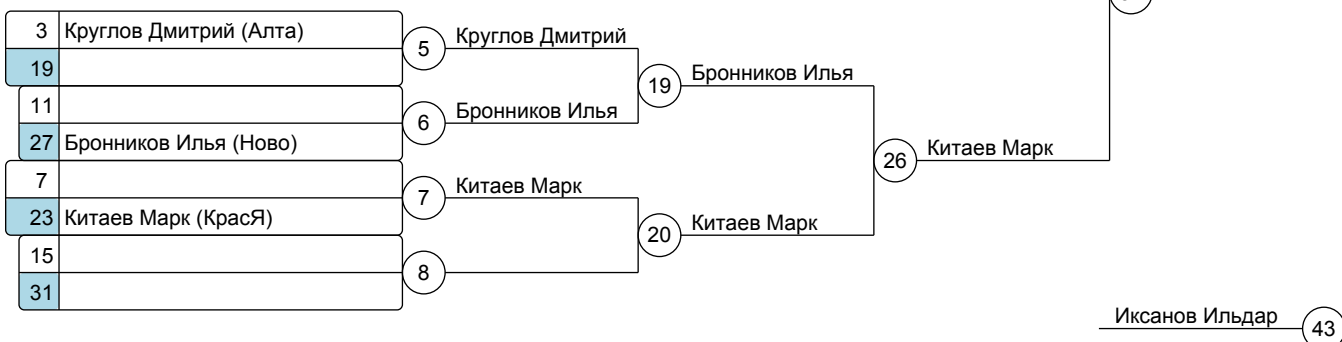 3 Круглов Дмитрий (Алта)
5 Круглов Дмитрий
19
19 Бронников Илья
11
6 Бронников Илья
27 Бронников Илья (Ново)
26 Китаев Марк
7
7 Китаев Марк
23 Китаев Марк (КрасЯ)
20 Китаев Марк
15
8
31
Иксанов Ильдар 43